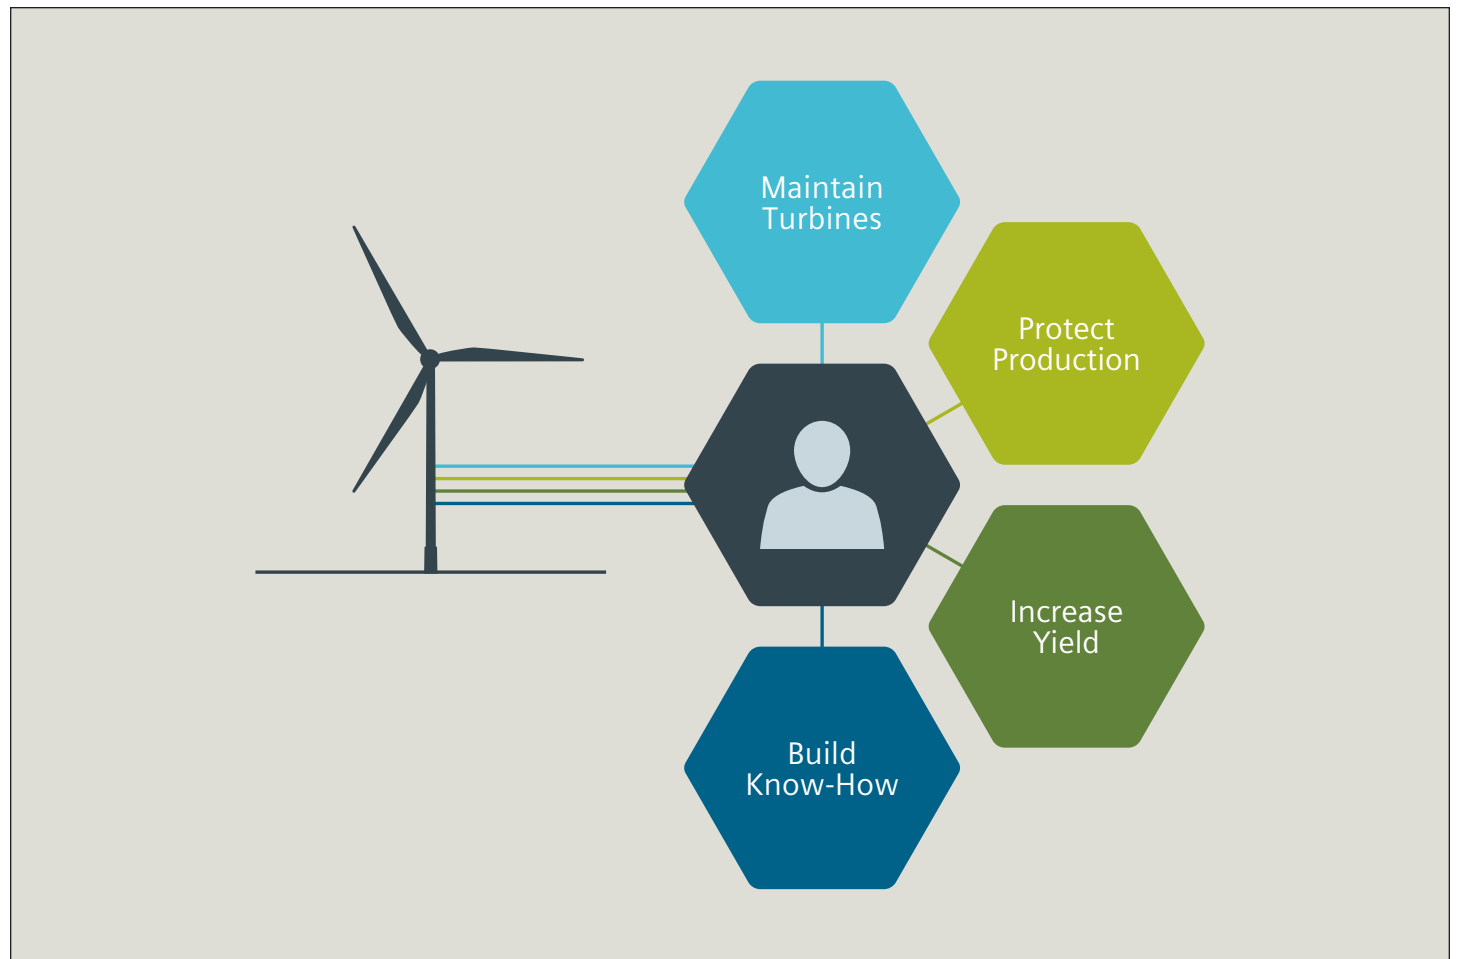 Maintain
Turbines
Protect
Production
Increase
Yield
Build
Know-How